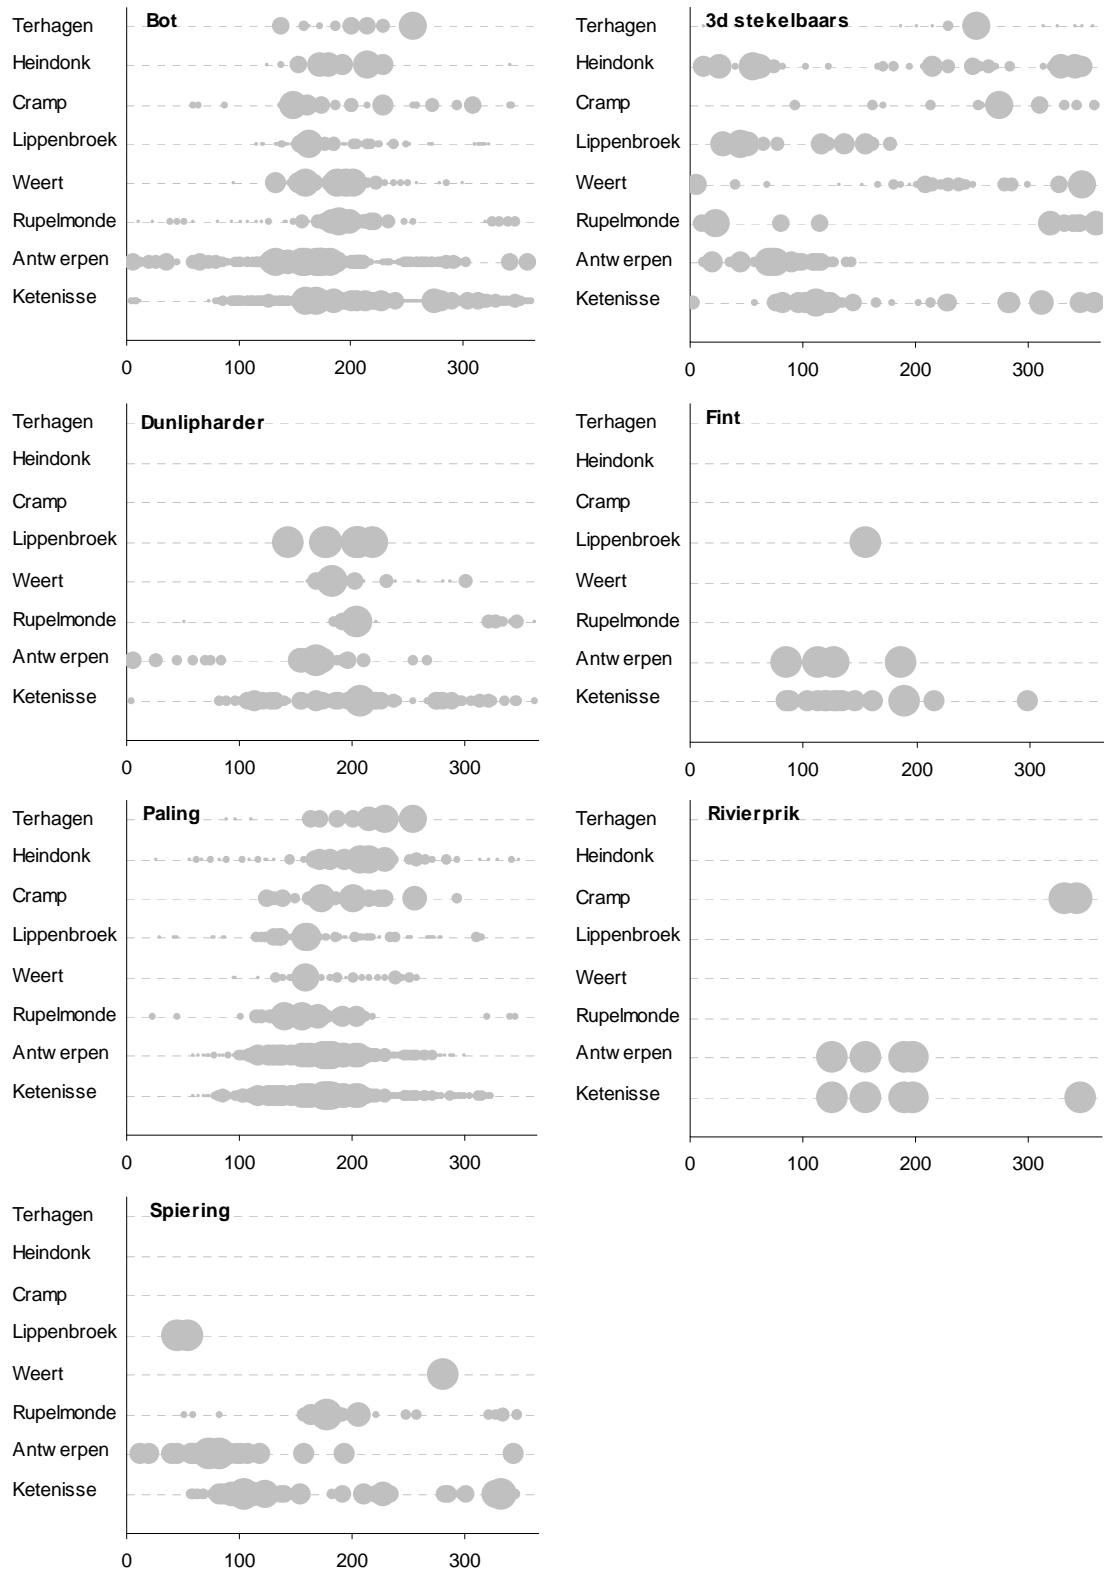 Bot
Terhagen
Heindonk
Cramp
Lippenbroek
Weert
Rupelmonde
Antw erpen
Ketenisse
0 100 200 300
3d stekelbaars
Terhagen
Heindonk
Cramp
Lippenbroek
Weert
Rupelmonde
Antw erpen
Ketenisse
0 100 200 300
Dunlipharder
Terhagen
Heindonk
Cramp
Lippenbroek
Weert
Rupelmonde
Antw erpen
Ketenisse
0 100 200 300
Fint
Terhagen
Heindonk
Cramp
Lippenbroek
Weert
Rupelmonde
Antw erpen
Ketenisse
0 100 200 300
Paling
Terhagen
Heindonk
Cramp
Lippenbroek
Weert
Rupelmonde
Antw erpen
Ketenisse
0 100 200 300
Rivierprik
Terhagen
Heindonk
Cramp
Lippenbroek
Weert
Rupelmonde
Antw erpen
Ketenisse
0 100 200 300
Spiering
Terhagen
Heindonk
Cramp
Lippenbroek
Weert
Rupelmonde
Antw erpen
Ketenisse
0 100 200 300